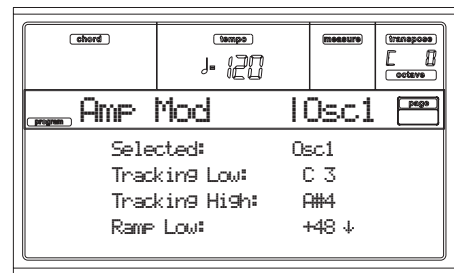 chord tempo measure transpose
♩= 120 C 0
octave
program Amp Mod |Osc1 page
Selected: Osc1
Tracking Low: C 3
Tracking High: A#4
Ramp Low: +48 ↓